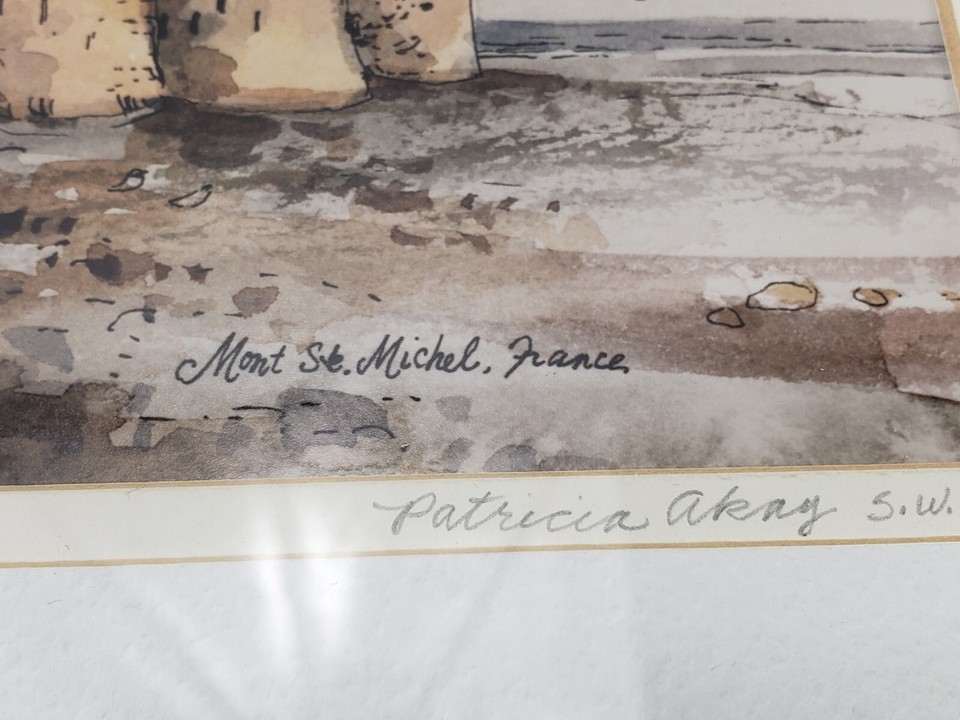 Mont St. Michel, France
Patricia Akay S.W.